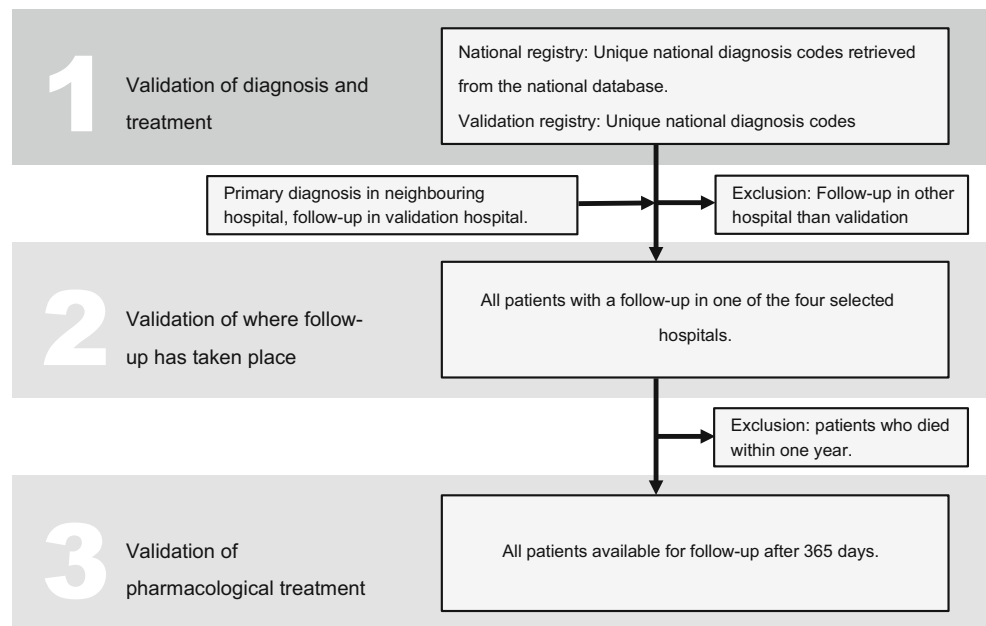 1
Validation of diagnosis and
treatment
National registry: Unique national diagnosis codes retrieved
from the national database.
Validation registry: Unique national diagnosis codes
Primary diagnosis in neighbouring
hospital, follow-up in validation hospital.
Exclusion: Follow-up in other
hospital than validation
2
Validation of where follow-
up has taken place
All patients with a follow-up in one of the four selected
hospitals.
Exclusion: patients who died
within one year.
3
Validation of
pharmacological treatment
All patients available for follow-up after 365 days.